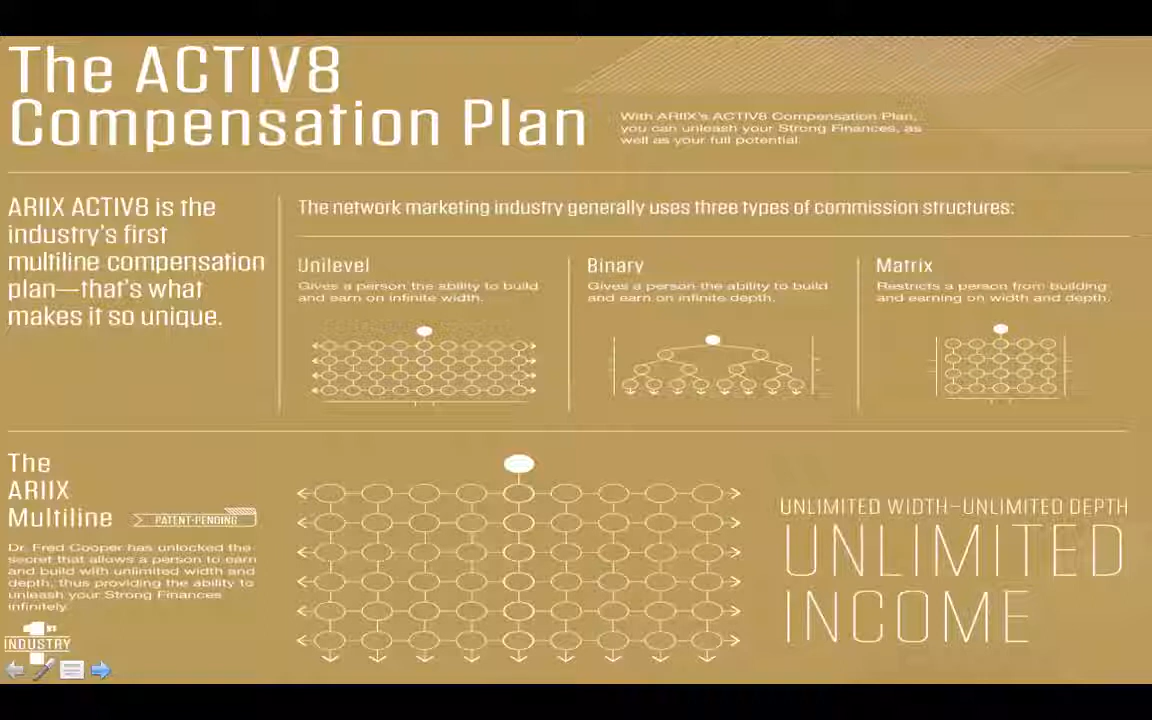 The ACTIV8
Compensation Plan
With ARIIX's ACTIV8 Compensation Plan,
you can unleash your Strong Finances, as
well as your full potential.
ARIIX ACTIV8 is the
industry's first
multiline compensation
plan—that's what
makes it so unique.
The network marketing industry generally uses three types of commission structures:
Unilevel
Gives a person the ability to build
and earn on infinite width.
Binary
Gives a person the ability to build
and earn on infinite depth.
Matrix
Restricts a person from building
and earning on width and depth.
The
ARIIX
Multiline
PATENT-PENDING
Dr. Fred Cooper has unlocked the
secret that allows a person to earn
and build with unlimited width and
depth, thus providing the ability to
unleash your Strong Finances
infinitely.
INDUSTRY
UNLIMITED WIDTH–UNLIMITED DEPTH
UNLIMITED
INCOME